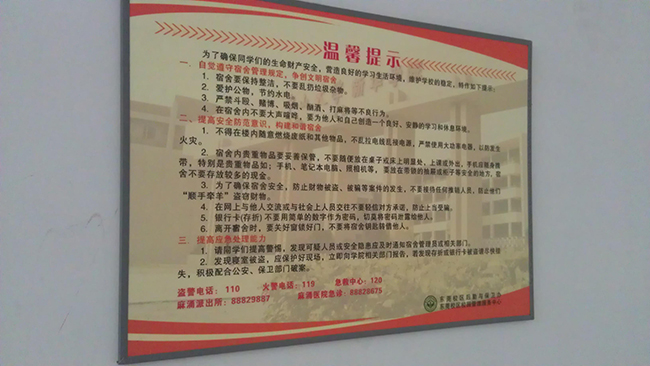 温馨提示
为了确保同学们的生命财产安全，营造良好的学习生活环境，维护学校的稳定，特作如下提示：
一、自觉遵守宿舍管理规定，争创文明宿舍
1. 宿舍要保持整洁，不要乱扔垃圾杂物。
2. 爱护公物，节约水电。
3. 严禁斗殴、赌博、吸烟、酗酒、打麻将等不良行为。
4. 在宿舍内不要大声喧哗，要为他人和自己创造一个良好、安静的学习和休息环境。
二、提高安全防范意识，构建和谐宿舍
1. 不得在楼内随意燃烧废纸和其他物品，不乱拉电线乱接电源，严禁使用大功率电器，以防发生
火灾。
2. 宿舍内贵重物品要妥善保管，不要随便放在桌子或床上明显处，上课或外出，手机应随身携
带，特别是贵重物品如：手机、笔记本电脑、照相机等，要放在带锁的抽屉或柜子等安全的地方，宿
舍不要存放较多的现金。
3. 为了确保宿舍安全，防止财物被盗、被骗等案件的发生，不要接待任何推销人员，防止他们
“顺手牵羊”盗窃财物。
4. 在网上与他人交流或与社会上人员交往不要轻信对方承诺，防止上当受骗。
5. 银行卡(存折)不要用简单的数字作为密码，切莫将密码泄露给他人。
6. 离开宿舍时，要关好窗锁好门，不要将宿舍钥匙转借他人。
三、提高应急处理能力
1. 请同学们提高警惕，发现可疑人员或安全隐患应及时通知宿舍管理员或相关部门。
2. 发现寝室被盗，应保护好现场，立即向学院相关部门报告，若发现存折或银行卡被盗请尽快挂
失，积极配合公安、保卫部门破案。
盗警电话：110 火警电话：119 急救中心：120
麻涌派出所：88829887 麻涌医院急诊：88820675